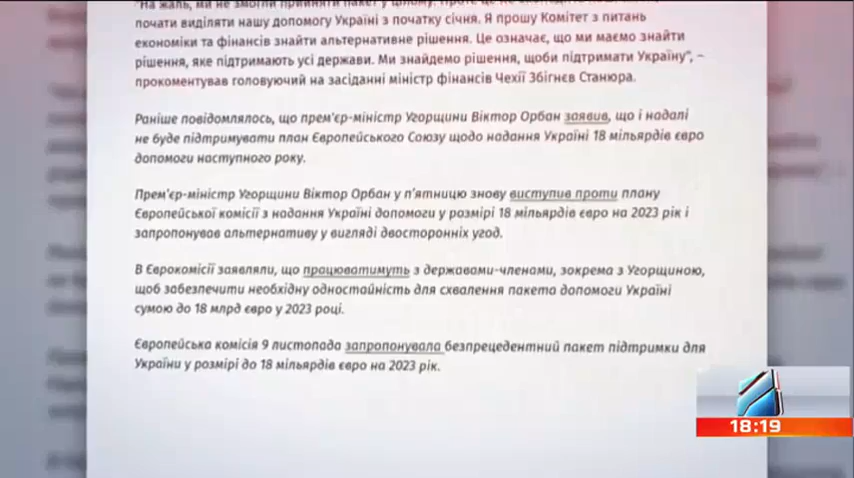 почати виділяти нашу допомогу Україні з початку січня. Я прошу Комітет з питань
економіки та фінансів знайти альтернативне рішення. Це означає, що ми маємо знайти
рішення, яке підтримають усі держави. Ми знайдемо рішення, щоби підтримати Україну", –
прокоментував головуючий на засіданні міністр фінансів Чехії Збігнєв Станюра.
Раніше повідомлялось, що прем'єр-міністр Угорщини Віктор Орбан заявив, що і надалі
не буде підтримувати план Європейського Союзу щодо надання Україні 18 мільярдів євро
допомоги наступного року.
Прем'єр-міністр Угорщини Віктор Орбан у п'ятницю знову виступив проти плану
Європейської комісії з надання Україні допомоги у розмірі 18 мільярдів євро на 2023 рік і
запропонував альтернативу у вигляді двосторонніх угод.
В Єврокомісії заявляли, що працюватимуть з державами-членами, зокрема з Угорщиною,
щоб забезпечити необхідну одностайність для схвалення пакета допомоги Україні
сумою до 18 млрд євро у 2023 році.
Європейська комісія 9 листопада запропонувала безпрецедентний пакет підтримки для
України у розмірі до 18 мільярдів євро на 2023 рік.
18:19